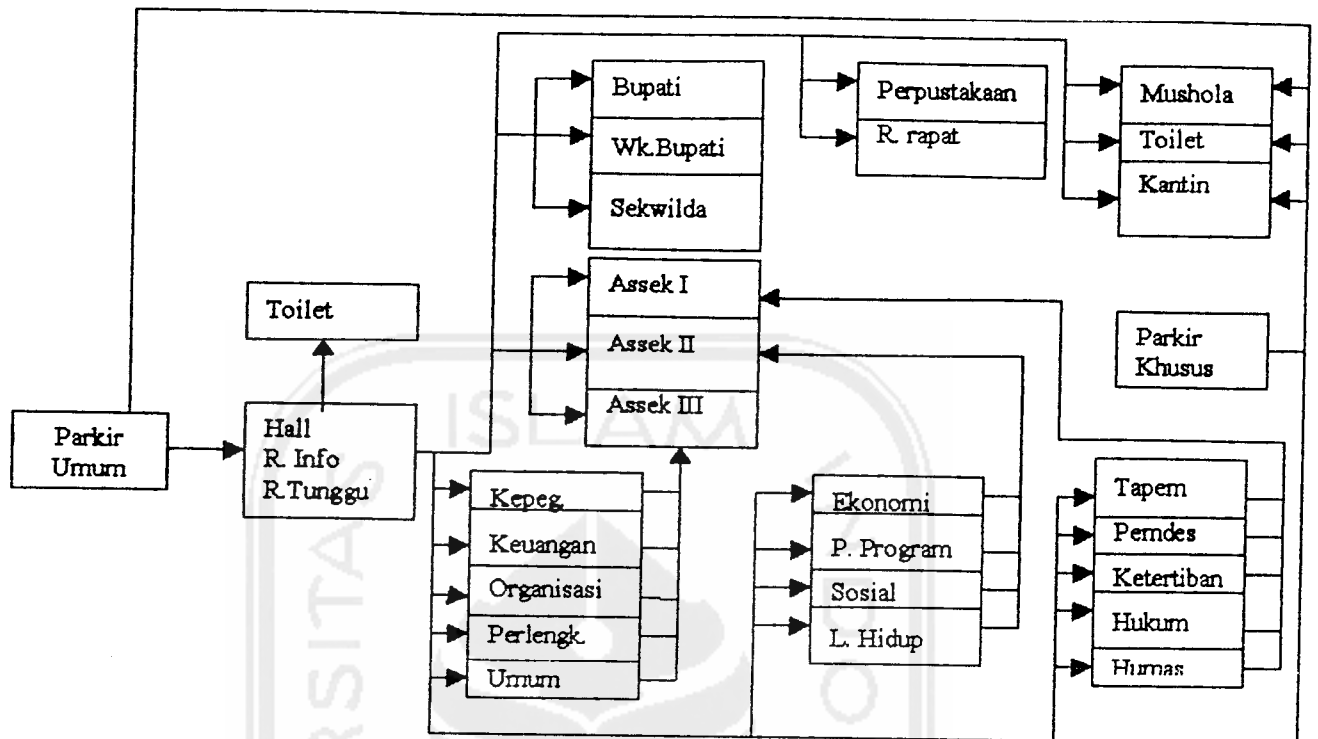 Bupati
Wk.Bupati
Sekwilda
Perpustakaan
R. rapat
Mushola
Toilet
Kantin
Assek I
Assek II
Assek III
Toilet
Parkir
Khusus
Parkir
Umum
Hall
R. Info
R.Tunggu
Kepeg.
Keuangan
Organisasi
Perlengk.
Umum
Ekonomi
P. Program
Sosial
L. Hidup
Tapem
Pemdes
Ketertiban
Hukum
Humas
ISLAM